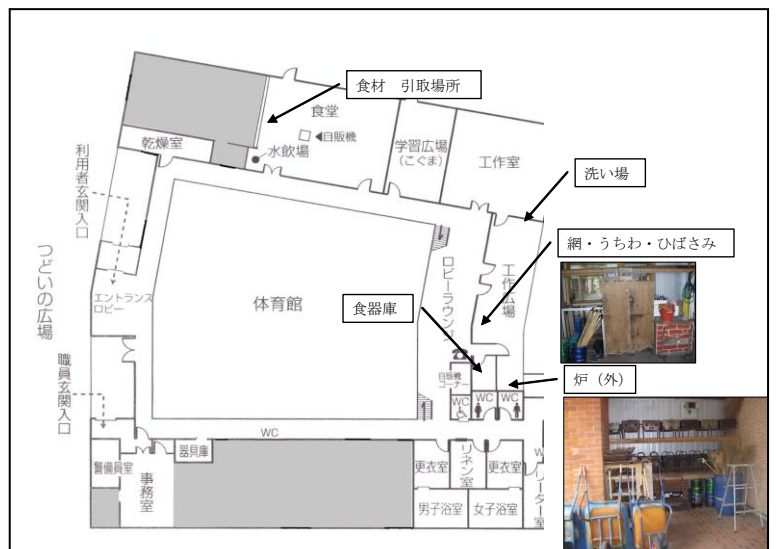 食材　引取場所
食堂
◀自販機
水飲場
乾燥室
学習広場
(こぐま)
工作室
洗い場
利用者玄関入口
網・うちわ・ひばさみ
つどいの広場
エントランス
ロビー
体育館
ロビーラウンジ
工作広場
食器庫
炉（外）
自販機
コーナー
職員玄関入口
WC
WC
WC
WC
警備員室
事務室
器具庫
更衣室
リネン室
更衣室
男子浴室
女子浴室
リーダー室